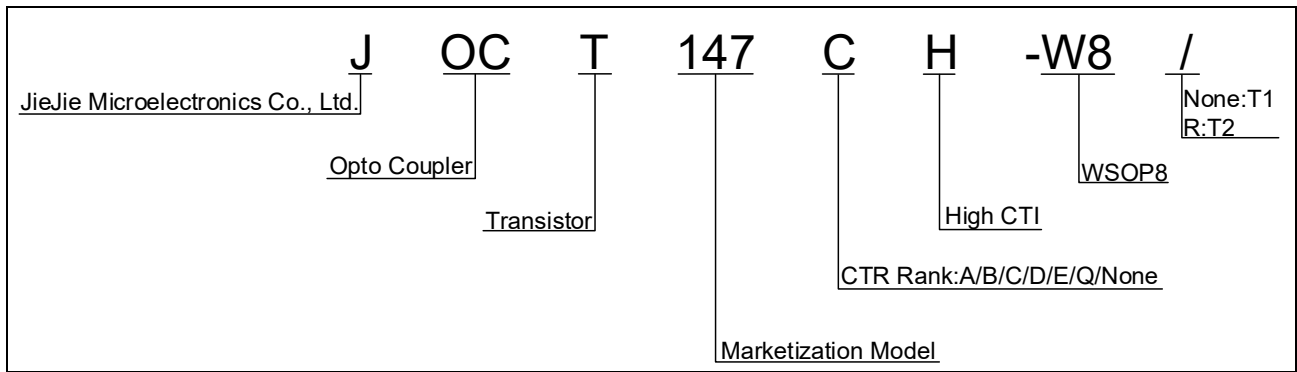 J OC T 147 C H -W8 /
JieJie Microelectronics Co., Ltd.
None:T1
R:T2
Opto Coupler
WSOP8
Transistor
High CTI
CTR Rank:A/B/C/D/E/Q/None
Marketization Model